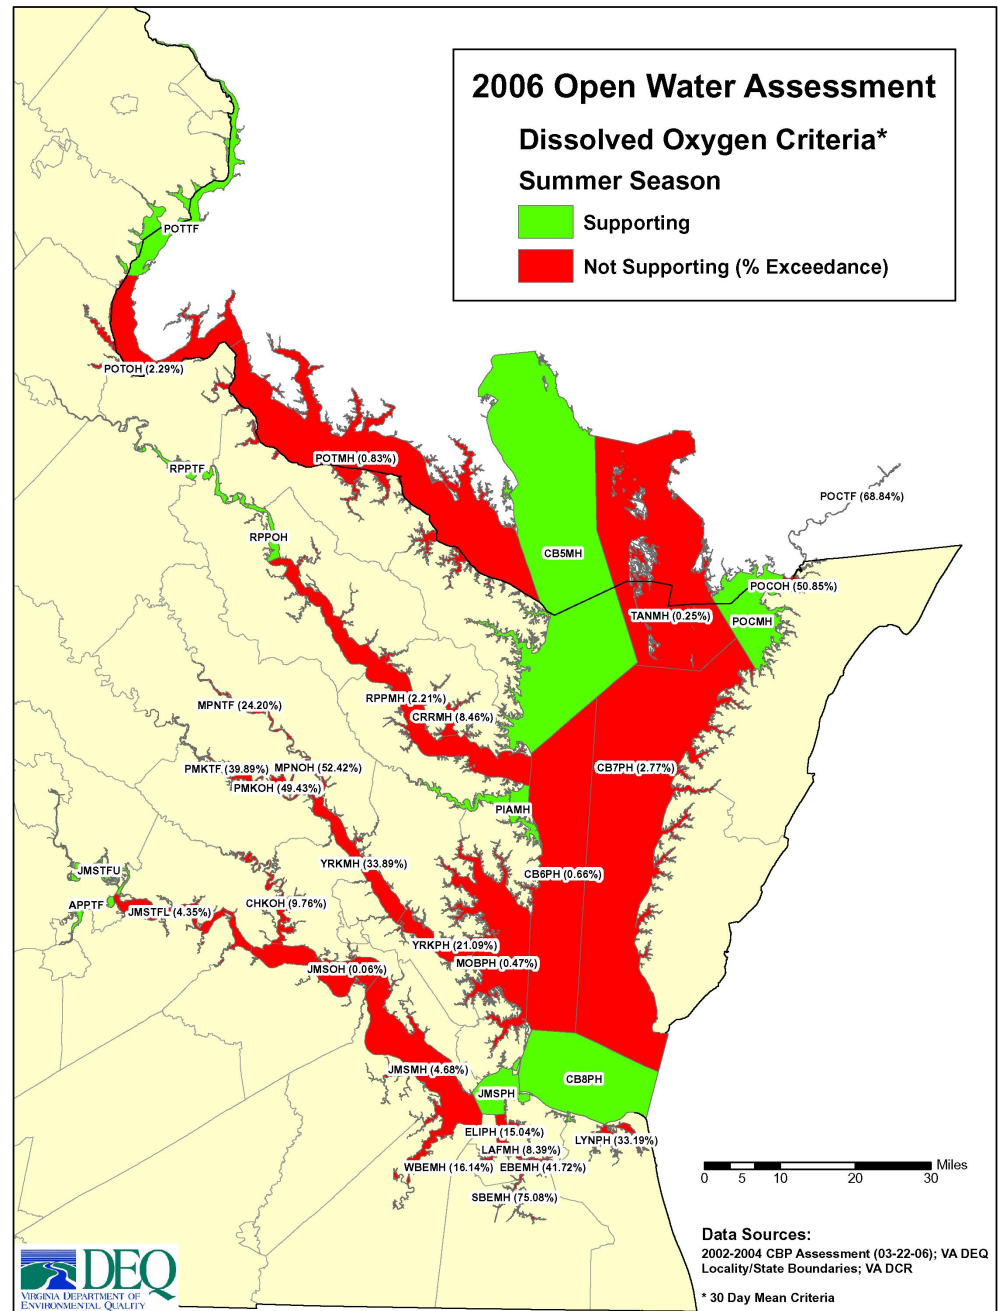 2006 Open Water Assessment
Dissolved Oxygen Criteria*
Summer Season
Supporting
Not Supporting (% Exceedance)
POTTF
POTOH (2.29%)
POTMH (0.83%)
RPPTF
POCTF (68.84%)
RPPOH
CB5MH
POCOH (50.85%)
TANMH (0.25%)
POCMH
RPPMH (2.21%)
MPNTF (24.20%)
CRRMH (8.46%)
PMKTF (39.89%)
MPNOH (52.42%)
CB7PH (2.77%)
PMKOH (49.43%)
PIAMH
YRKMH (33.89%)
JMSTFU
CB6PH (0.66%)
APPTF
CHKOH (9.76%)
JMSTFL (4.35%)
YRKPH (21.09%)
MOBPH (0.47%)
JMSOH (0.06%)
JMSMH (4.68%)
CB8PH
JMSPH
ELIPH (15.04%)
LYNPH (33.19%)
LAFMH (8.39%)
WBEMH (16.14%)
EBEMH (41.72%)
SBEMH (75.08%)
Miles
0 5 10 20 30
Data Sources:
2002-2004 CBP Assessment (03-22-06); VA DEQ
Locality/State Boundaries; VA DCR
* 30 Day Mean Criteria
DEQ
VIRGINIA DEPARTMENT OF
ENVIRONMENTAL QUALITY